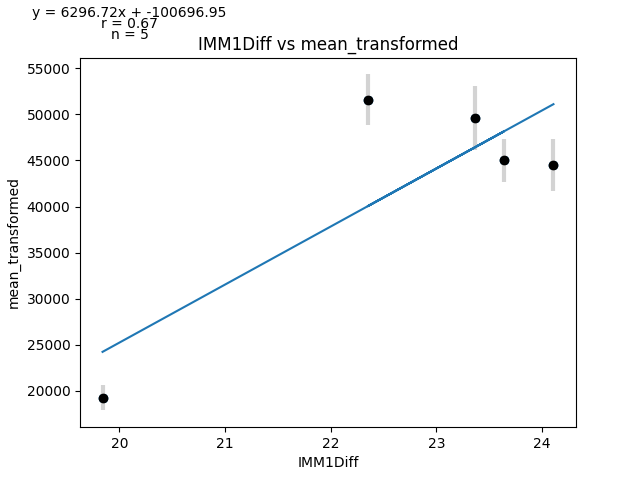 y = 6296.72x + -100696.95
r = 0.67
n = 5
IMM1Diff vs mean_transformed
55000
50000
45000
40000
35000
30000
25000
20000
mean_transformed
20 21 22 23 24
IMM1Diff